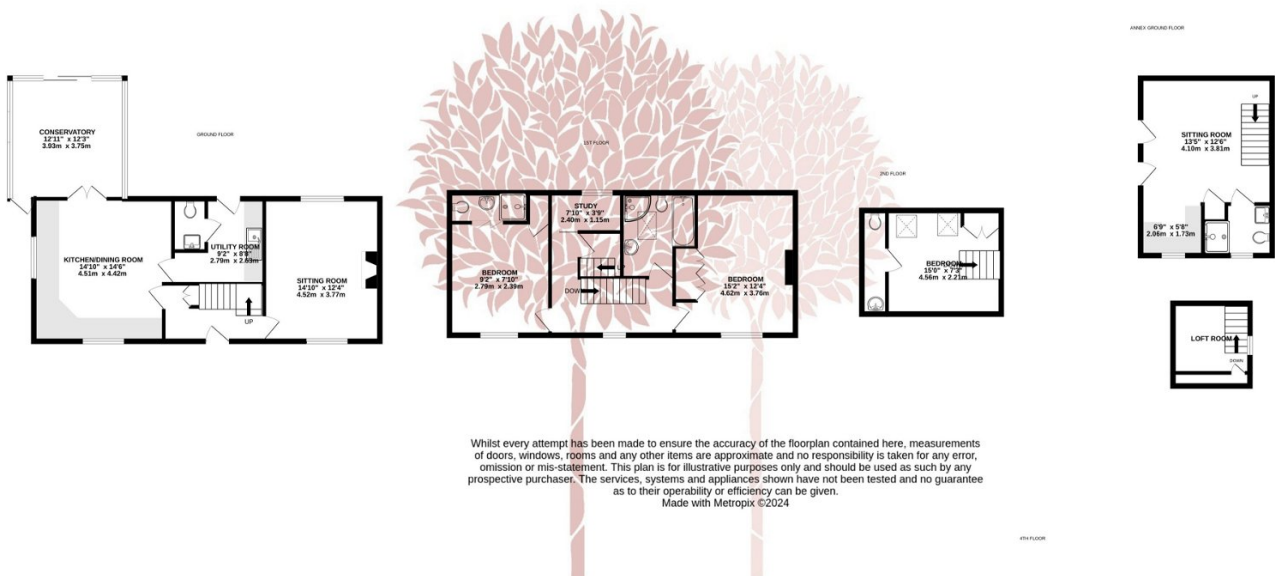 GROUND FLOOR
CONSERVATORY
12'11" x 12'3"
3.93m x 3.75m
KITCHEN/DINING ROOM
14'10" x 14'6"
4.51m x 4.42m
UTILITY ROOM
9'2"
2.79m x
SITTING ROOM
14'10" x 12'4"
4.52m x 3.77m
UP
1ST FLOOR
STUDY
7'10" x 3'9"
2.40m x 1.15m
BEDROOM
9'2" x 7'10"
2.79m x 2.39m
DOWN
BEDROOM
15'2" x 12'4"
4.62m x 3.76m
2ND FLOOR
BEDROOM
15'0" x 7'3"
4.56m x 2.21m
ANNEX GROUND FLOOR
UP
SITTING ROOM
13'5" x 12'6"
4.10m x 3.81m
6'9" x 5'8"
2.06m x 1.73m
LOFT ROOM
DOWN
Whilst every attempt has been made to ensure the accuracy of the floorplan contained here, measurements
of doors, windows, rooms and any other items are approximate and no responsibility is taken for any error,
omission or mis-statement. This plan is for illustrative purposes only and should be used as such by any
prospective purchaser. The services, systems and appliances shown have not been tested and no guarantee
as to their operability or efficiency can be given.
Made with Metropix ©2024
4TH FLOOR